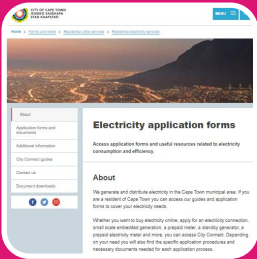 CITY OF CAPE TOWN
ISIXEKO SASEKAPA
STAD KAAPSTAD
MENU
Home > Forms and forms > Residential utility services > Residential electricity services
About
Electricity application forms
Application forms and
documents
Additional information
Access application forms and useful resources related to electricity
consumption and efficiency.
City Connect guides
Contact us
About
Document downloads
We generate and distribute electricity in the Cape Town municipal area. If you
are a resident of Cape Town you can access our guides and application
forms to cover your electricity needs.
Whether you want to buy electricity online, apply for an electricity connection,
small scale embedded generation, a prepaid meter, a standby generator, a
prepaid electricity meter and more, you can access City Connect. Depending
on your need you will also find the specific application procedures and
necessary documents needed for each application process.